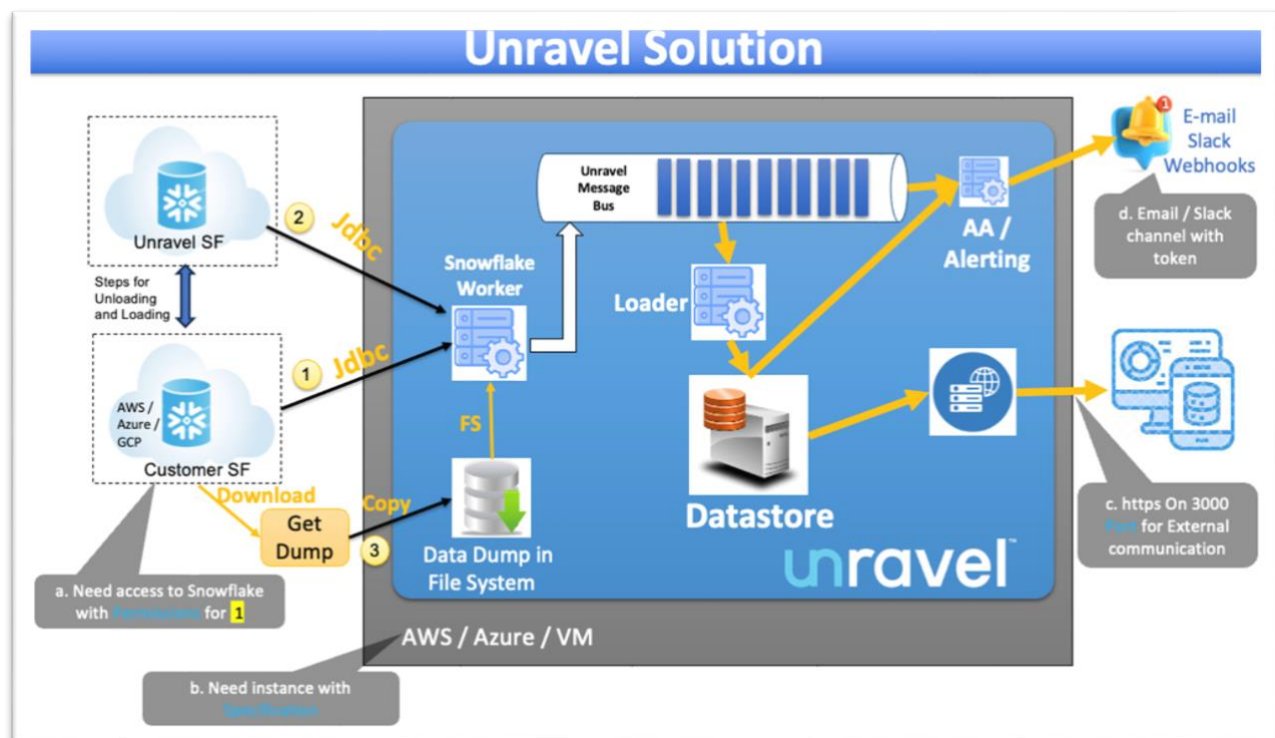 Unravel Solution
Unravel SF
Steps for
Unloading
and Loading
AWS /
Azure /
GCP
Customer SF
2
Jdbc
1
Jdbc
Download
Get
Dump
Copy
3
Snowflake
Worker
FS
Data Dump in
File System
Unravel
Message
Bus
Loader
Datastore
AA /
Alerting
unravel™
AWS / Azure / VM
1
E-mail
Slack
Webhooks
d. Email / Slack
channel with
token
c. https On 3000
Port for External
communication
a. Need access to Snowflake
with Permissions for 1
b. Need instance with
Specification